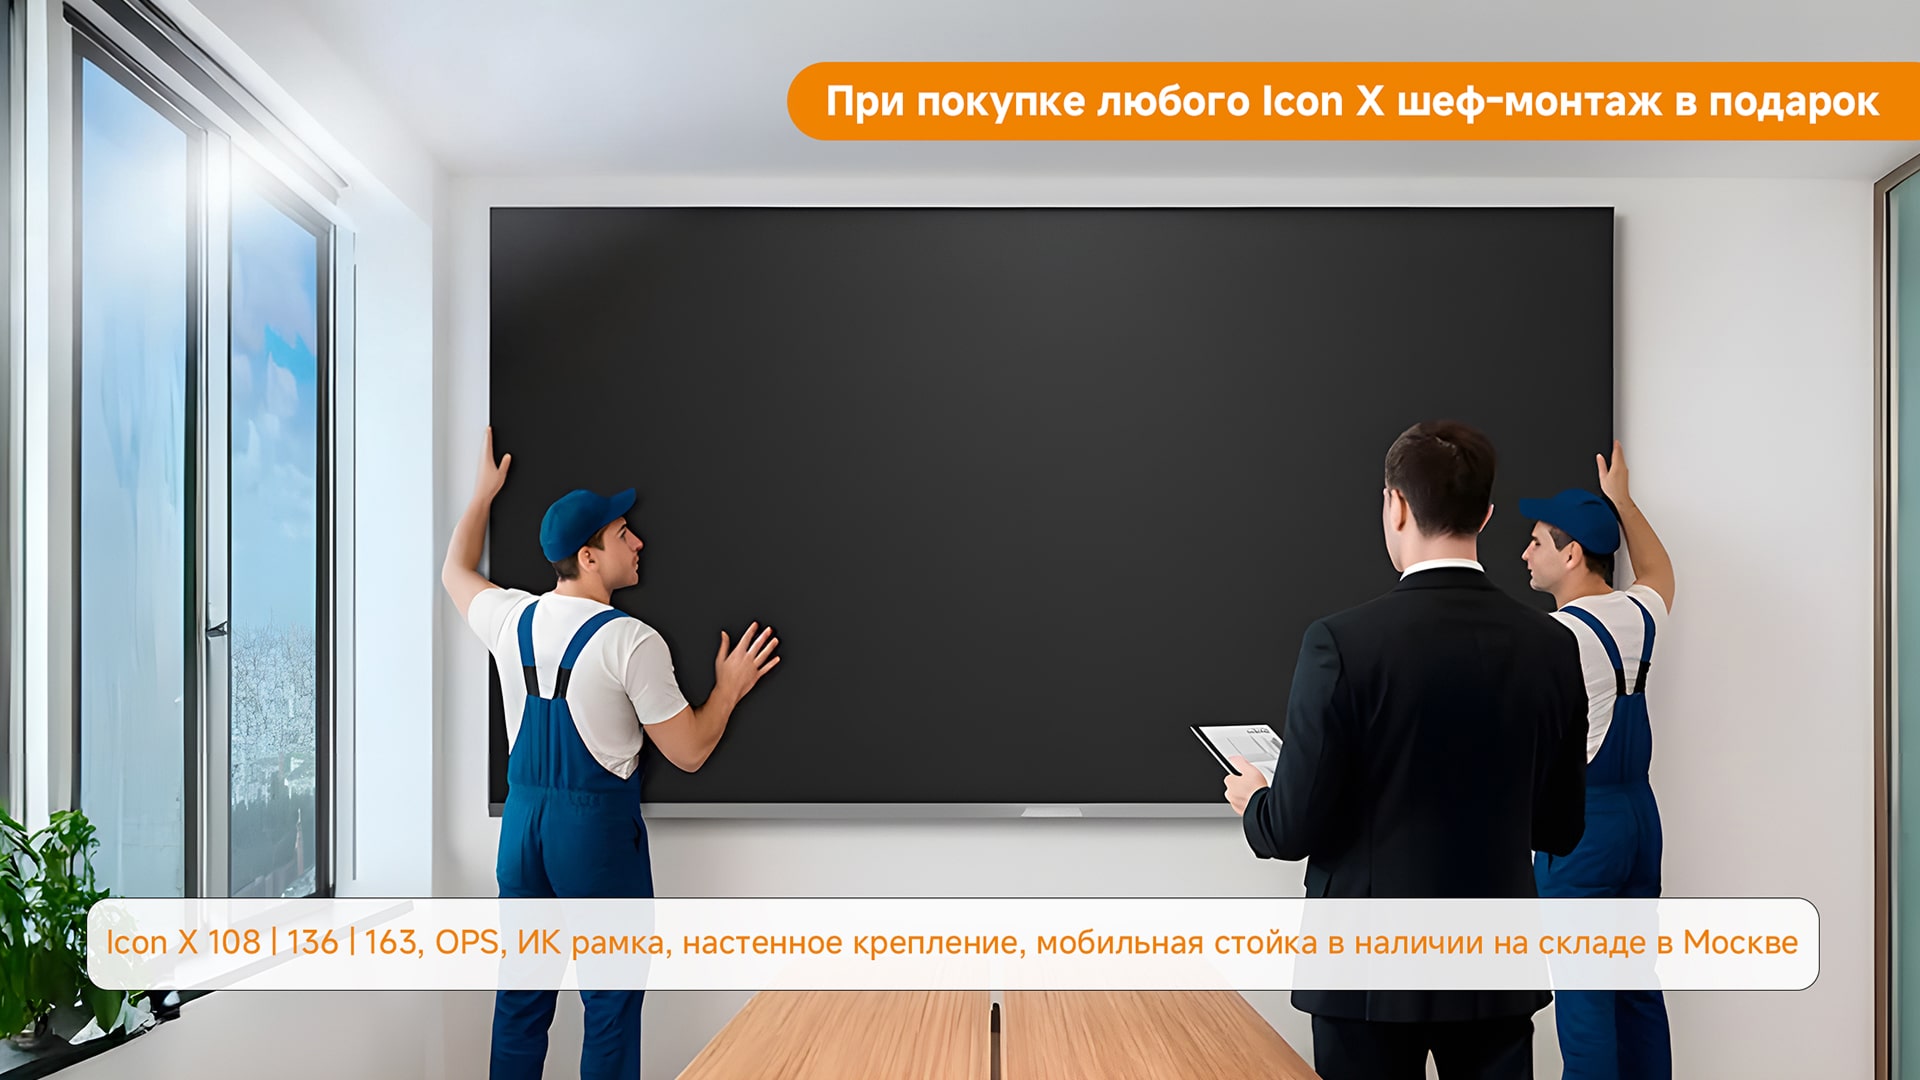 При покупке любого Icon X шеф-монтаж в подарок
Icon X 108 | 136 | 163, OPS, ИК рамка, настенное крепление, мобильная стойка в наличии на складе в Москве